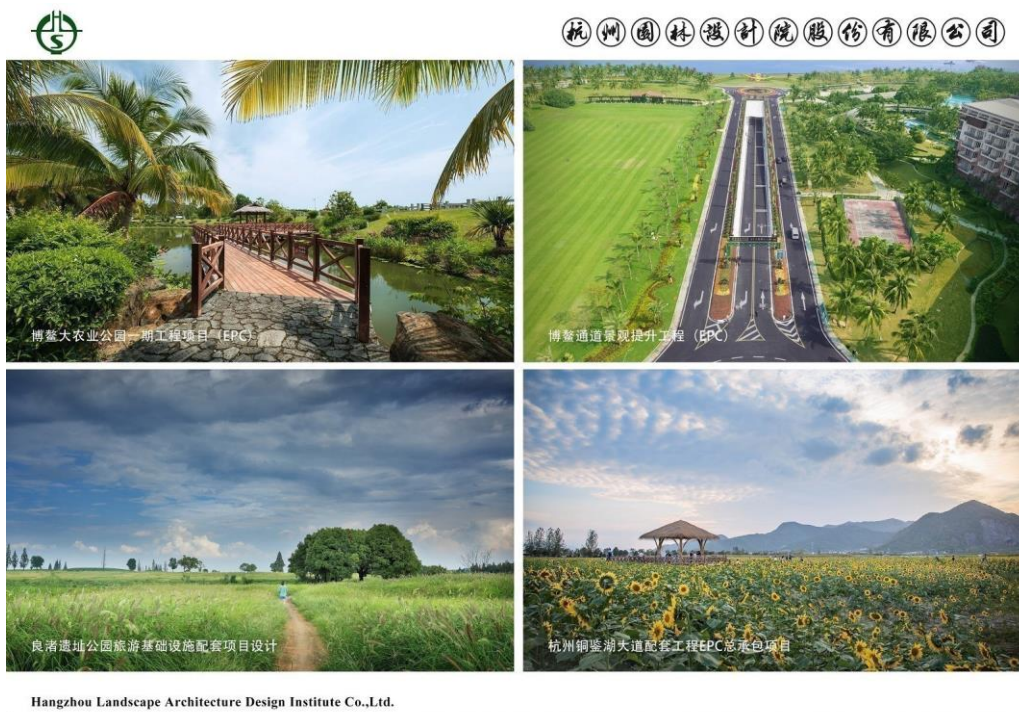 HS
杭州园林设计院股份有限公司
博鳌大农业公园一期工程项目（EPC）
博鳌通道景观提升工程（EPC）
良渚遗址公园旅游基础设施配套项目设计
杭州铜鉴湖大道配套工程EPC总承包项目
Hangzhou Landscape Architecture Design Institute Co.,Ltd.